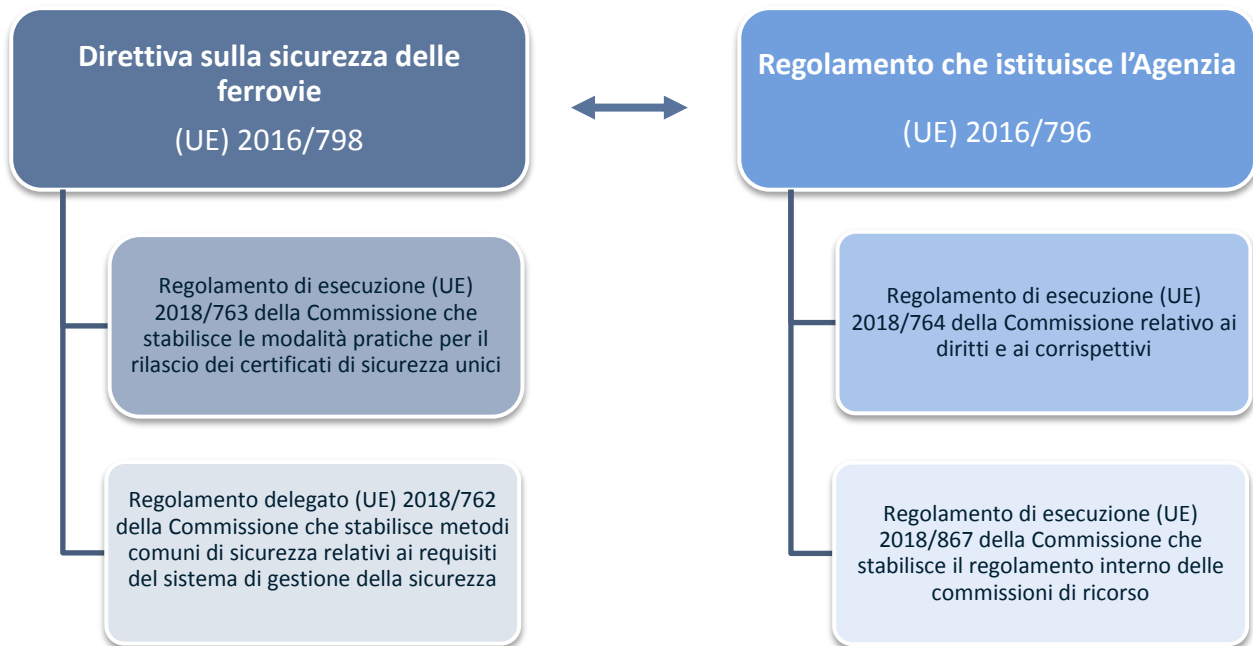 Direttiva sulla sicurezza delle
ferrovie
(UE) 2016/798
Regolamento di esecuzione (UE)
2018/763 della Commissione che
stabilisce le modalità pratiche per il
rilascio dei certificati di sicurezza unici
Regolamento delegato (UE) 2018/762
della Commissione che stabilisce metodi
comuni di sicurezza relativi ai requisiti
del sistema di gestione della sicurezza
Regolamento che istituisce l’Agenzia
(UE) 2016/796
Regolamento di esecuzione (UE)
2018/764 della Commissione relativo ai
diritti e ai corrispettivi
Regolamento di esecuzione (UE)
2018/867 della Commissione che
stabilisce il regolamento interno delle
commissioni di ricorso